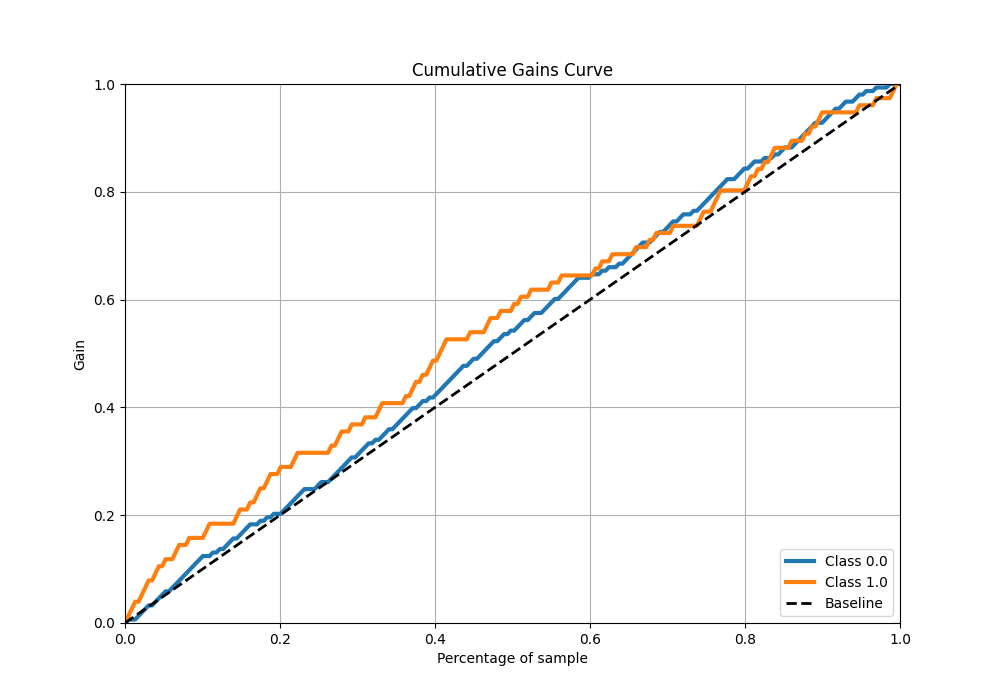 Cumulative Gains Curve
Gain
1.0
0.8
0.6
0.4
0.2
0.0
0.0 0.2 0.4 0.6 0.8 1.0
Percentage of sample
Class 0.0
Class 1.0
Baseline